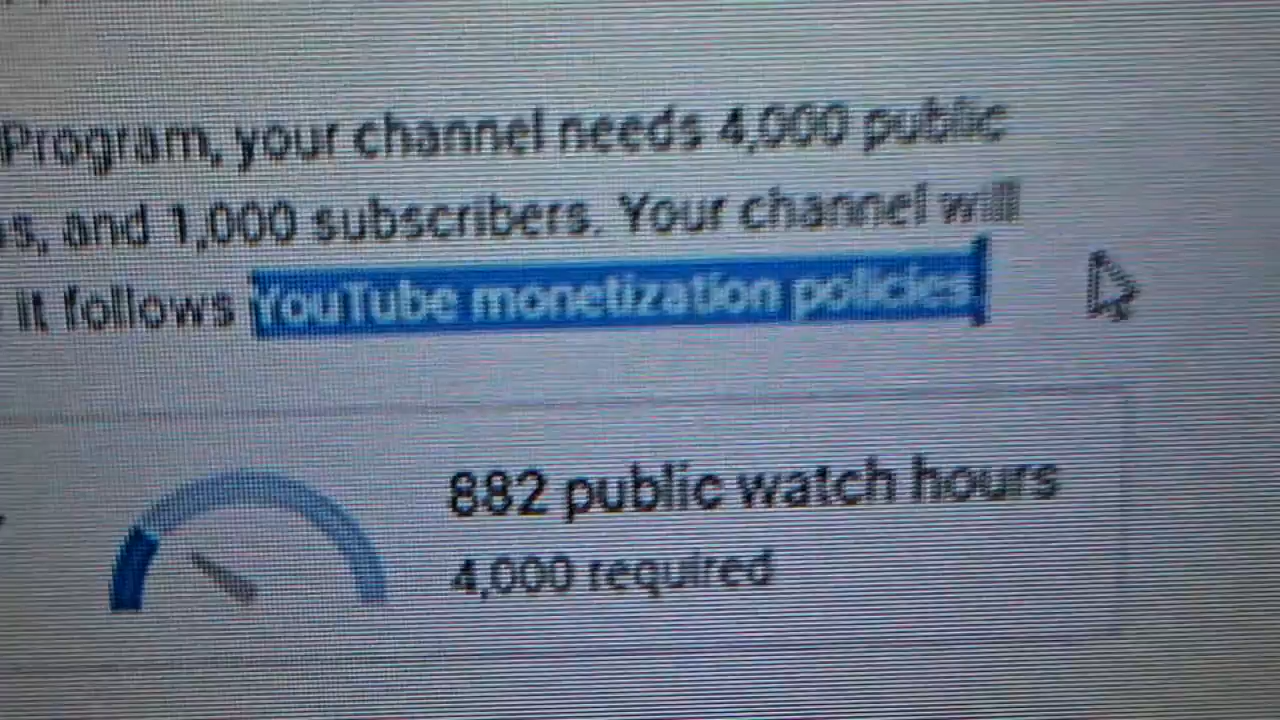 Program, your channel needs 4,000 public
s, and 1,000 subscribers. Your channel will
it follows YouTube monetization policies.
882 public watch hours
4,000 required